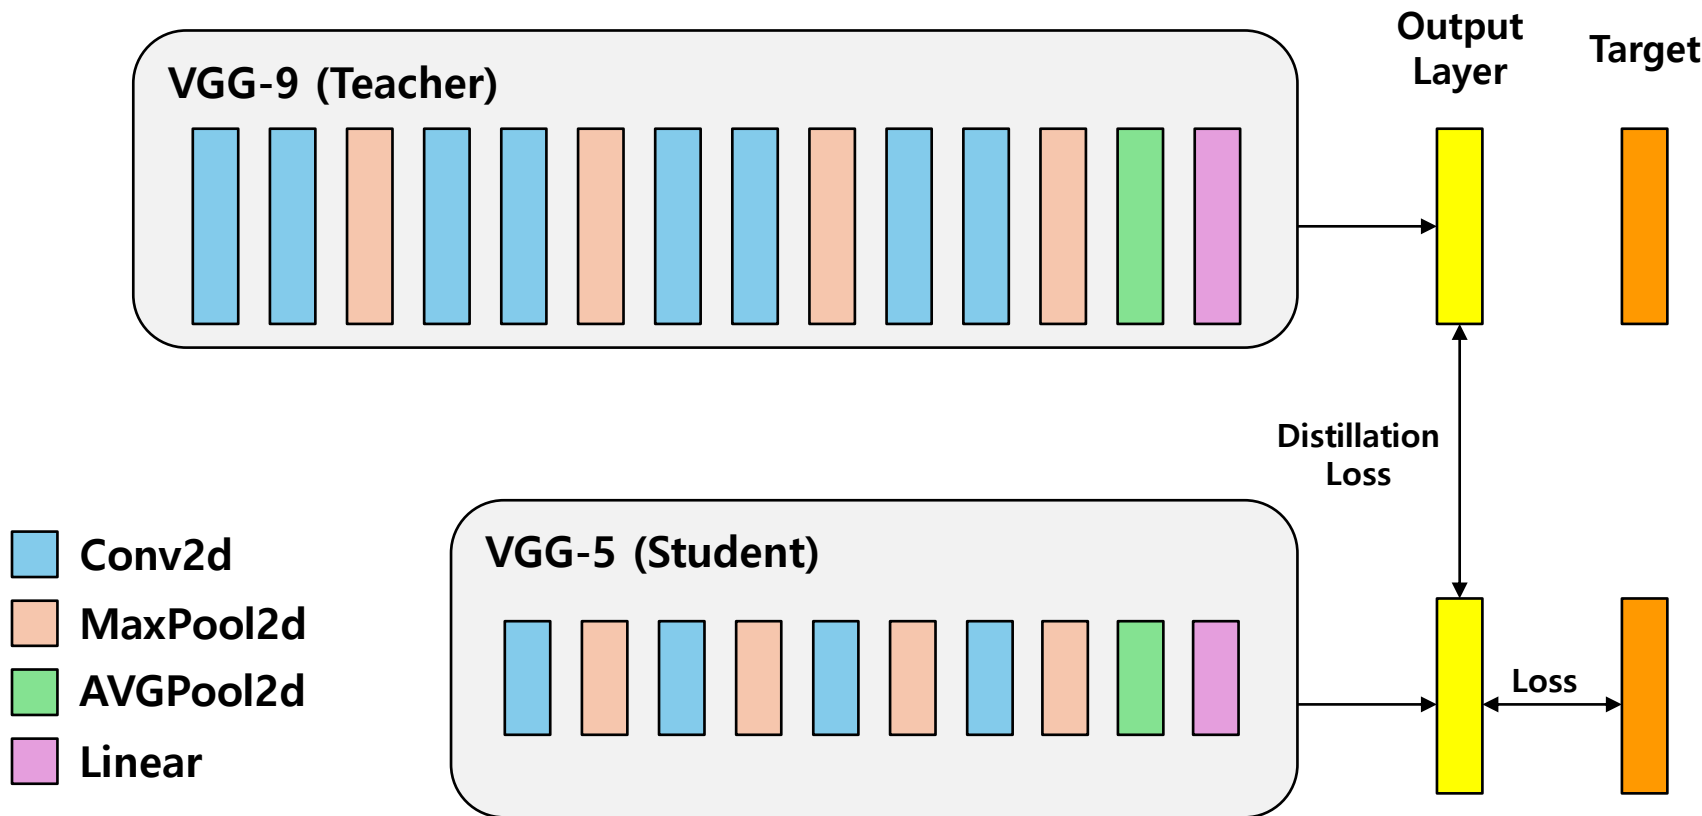 Output
Layer
Target
VGG-9 (Teacher)
Distillation
Loss
VGG-5 (Student)
Loss
Conv2d
MaxPool2d
AVGPool2d
Linear